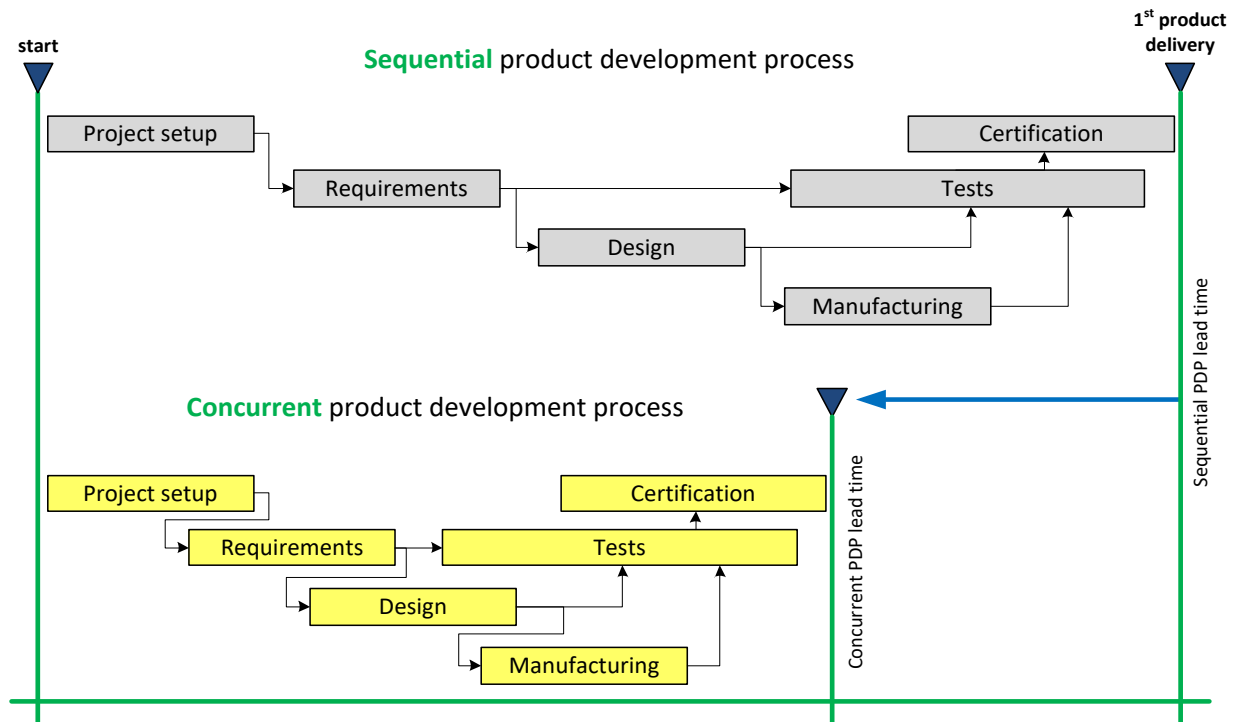 start
1st product
delivery
Sequential product development process
Project setup
Certification
Requirements
Tests
Design
Manufacturing
Sequential PDP lead time
Concurrent product development process
Project setup
Certification
Requirements
Tests
Design
Manufacturing
Concurrent PDP lead time